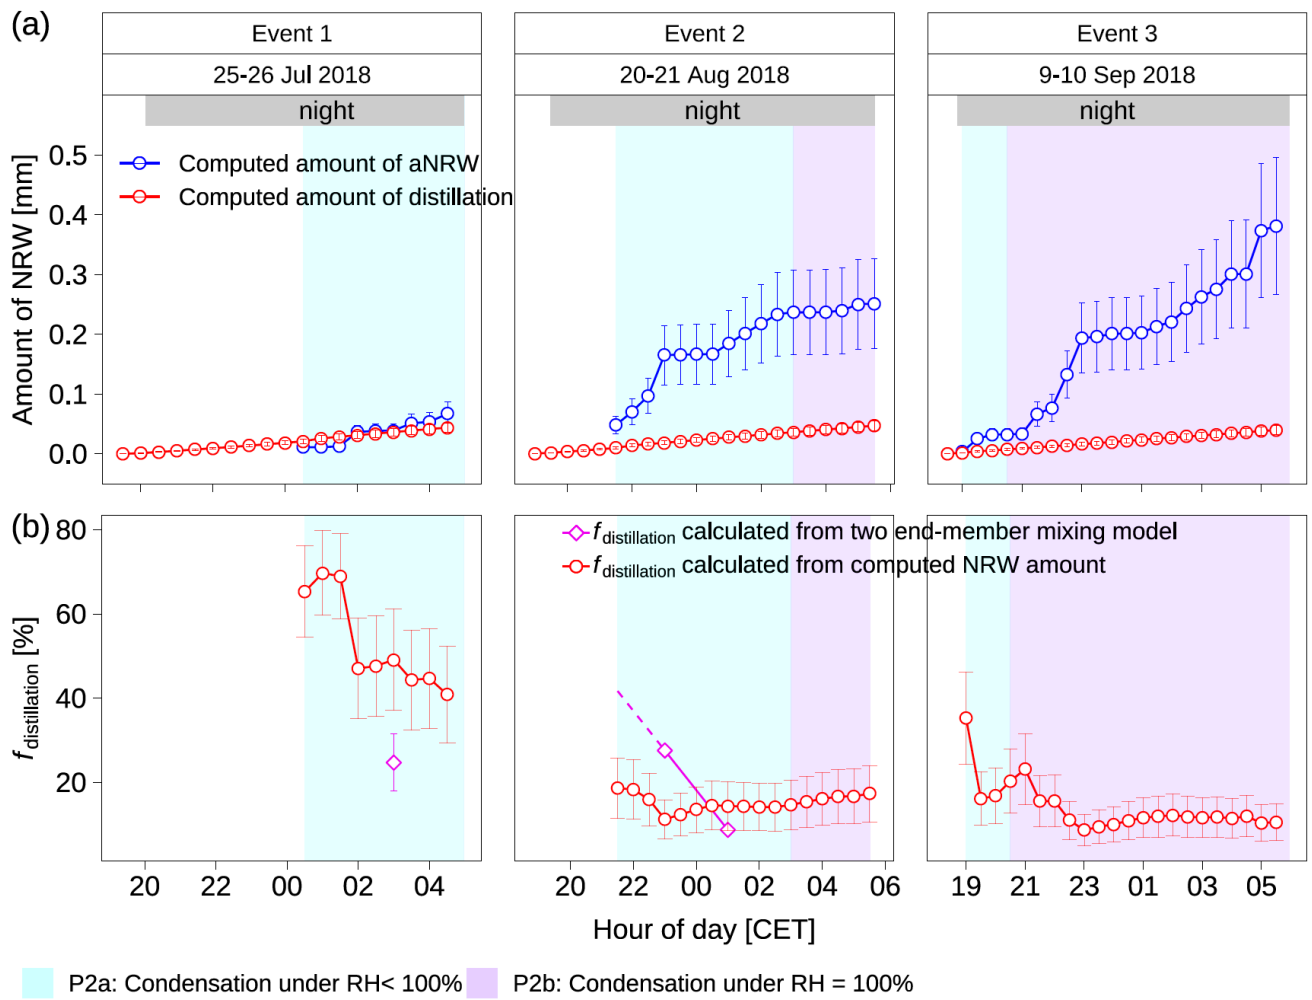 (a)
Event 1
Event 2
Event 3
25-26 Jul 2018
20-21 Aug 2018
9-10 Sep 2018
night
night
night
Amount of NRW [mm]
0.5
0.4
0.3
0.2
0.1
0.0
Computed amount of aNRW
Computed amount of distillation
(b)
f distillation [%]
80
60
40
20
f distillation calculated from two end-member mixing model
f distillation calculated from computed NRW amount
20 22 00 02 04
20 22 00 02 04 06
19 21 23 01 03 05
Hour of day [CET]
P2a: Condensation under RH< 100%
P2b: Condensation under RH = 100%